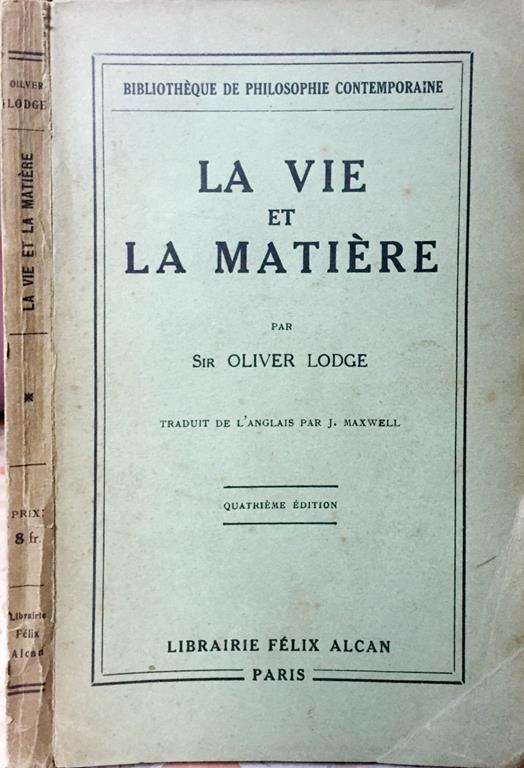 OLIVER
LODGE
LA VIE ET LA MATIÈRE
PRIX:
8 fr.
Librairie
Félix
Alcan
BIBLIOTHÈQUE DE PHILOSOPHIE CONTEMPORAINE
LA VIE
ET
LA MATIÈRE
PAR
SIR OLIVER LODGE
TRADUIT DE L'ANGLAIS PAR J. MAXWELL
QUATRIÈME ÉDITION
LIBRAIRIE FÉLIX ALCAN
PARIS